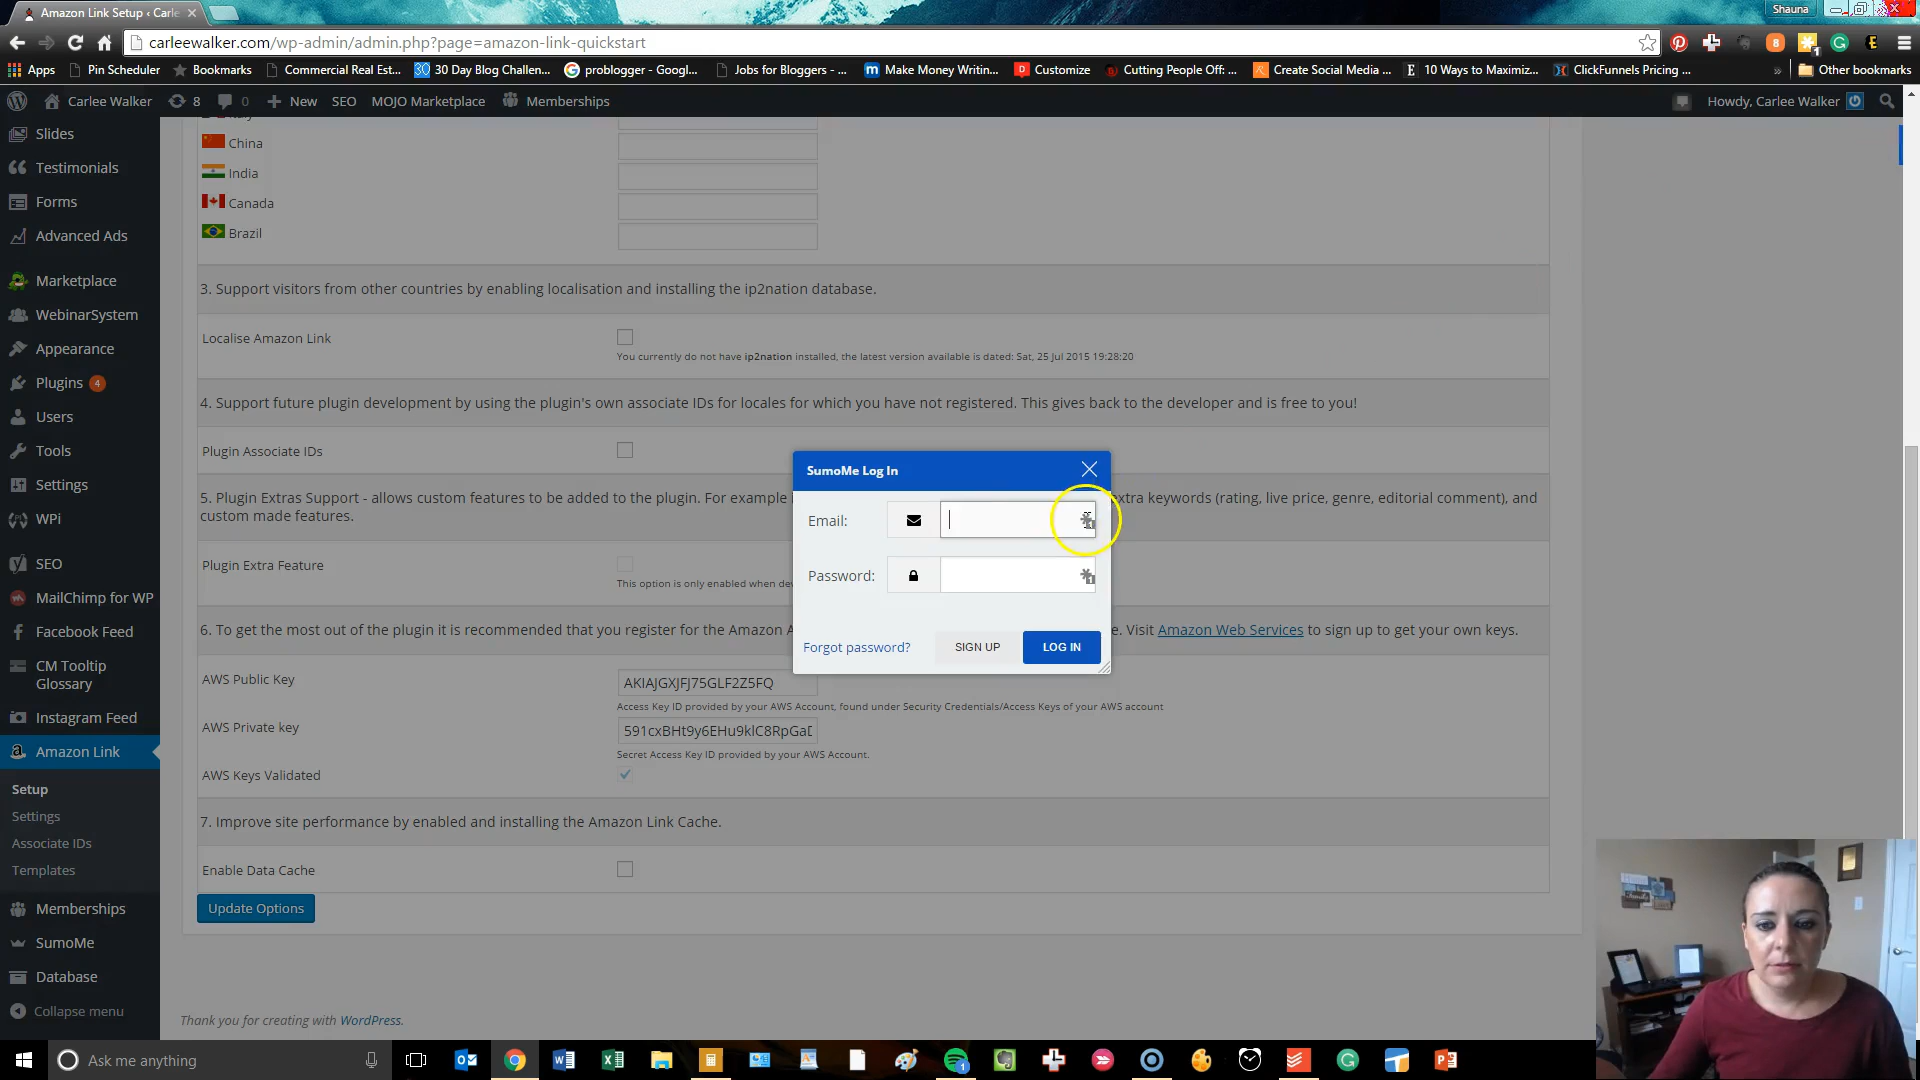 Amazon Link Setup ‹ Carle
Shauna
carleewalker.com/wp-admin/admin.php?page=amazon-link-quickstart
Apps
Pin Scheduler
Bookmarks
Commercial Real Est...
30 Day Blog Challen...
problogger - Googl...
Jobs for Bloggers - ...
Make Money Writin...
Customize
Cutting People Off: ...
Create Social Media ...
10 Ways to Maximiz...
ClickFunnels Pricing ...
Other bookmarks
Carlee Walker
8
0
New
SEO
MOJO Marketplace
Memberships
Howdy, Carlee Walker
Slides
Testimonials
Forms
Advanced Ads
Marketplace
WebinarSystem
Appearance
Plugins 4
Users
Tools
Settings
WPi
SEO
MailChimp for WP
Facebook Feed
CM Tooltip
Glossary
Instagram Feed
Amazon Link
Setup
Settings
Associate IDs
Templates
Memberships
SumoMe
Database
Collapse menu
China
India
Canada
Brazil
3. Support visitors from other countries by enabling localisation and installing the ip2nation database.
Localise Amazon Link
You currently do not have ip2nation installed, the latest version available is dated: Sat, 25 Jul 2015 19:28:20
4. Support future plugin development by using the plugin's own associate IDs for locales for which you have not registered. This gives back to the developer and is free to you!
Plugin Associate IDs
5. Plugin Extras Support - allows custom features to be added to the plugin. For example
extra keywords (rating, live price, genre, editorial comment), and
custom made features.
Plugin Extra Feature
This option is only enabled when
6. To get the most out of the plugin it is recommended that you register for the Amazon
Visit Amazon Web Services to sign up to get your own keys.
AWS Public Key
AKIAJGXJFJ75GLF2Z5FQ
Access Key ID provided by your AWS Account, found under Security Credentials/Access Keys of your AWS account
AWS Private key
591cxBHt9y6EHu9klC8RpGaD
Secret Access Key ID provided by your AWS Account.
AWS Keys Validated
7. Improve site performance by enabled and installing the Amazon Link Cache.
Enable Data Cache
Update Options
Thank you for creating with WordPress.
SumoMe Log In
Email:
Password:
Forgot password?
SIGN UP
LOG IN
Ask me anything